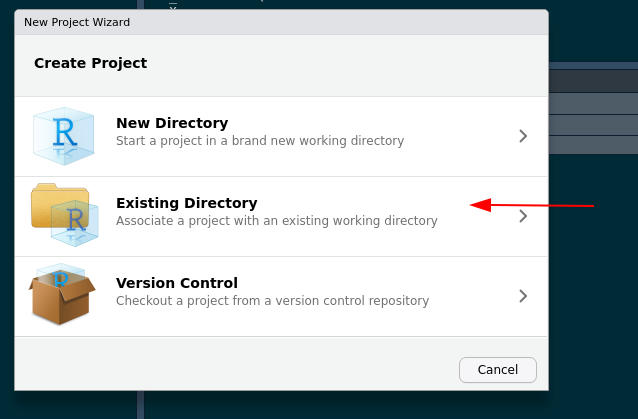 New Project Wizard
Create Project
New Directory
Start a project in a brand new working directory
Existing Directory
Associate a project with an existing working directory
Version Control
Checkout a project from a version control repository
Cancel